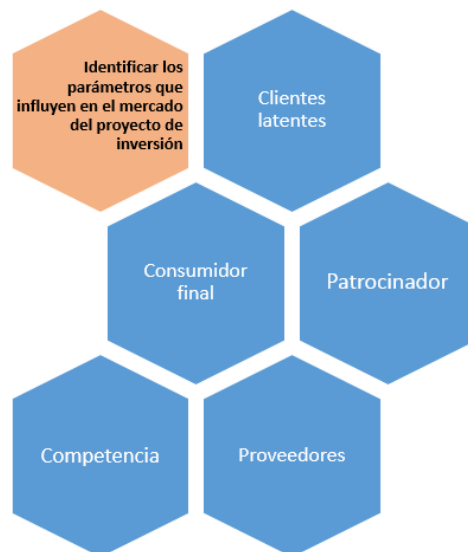 Identificar los
parámetros que
influyen en el mercado
del proyecto de
inversión
Clientes
latentes
Consumidor
final
Patrocinador
Competencia
Proveedores